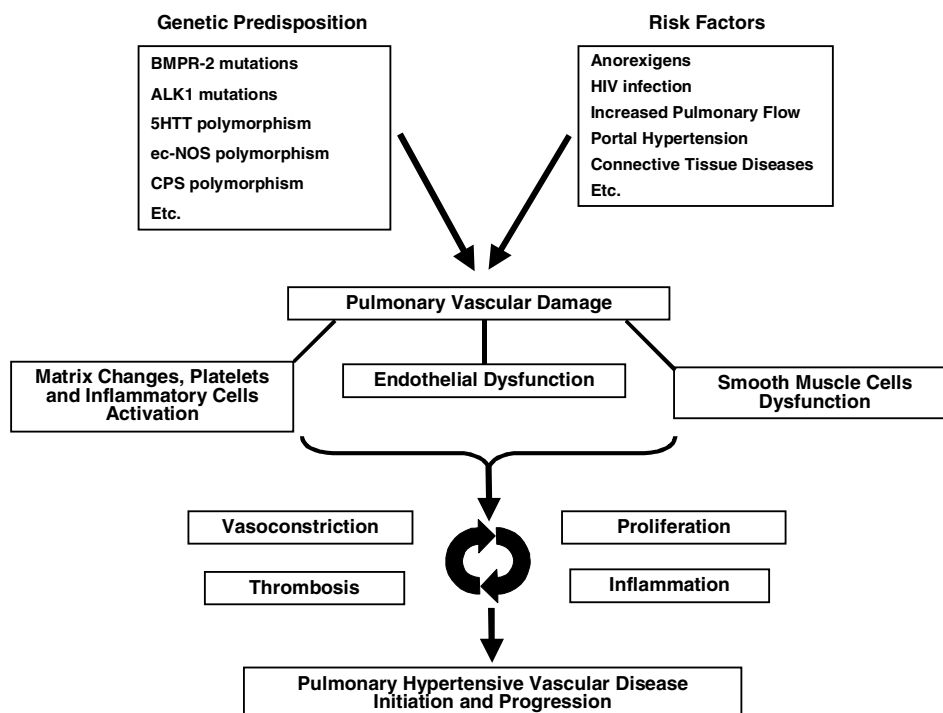 Genetic Predisposition
BMPR-2 mutations
ALK1 mutations
5HTT polymorphism
ec-NOS polymorphism
CPS polymorphism
Etc.
Risk Factors
Anorexigens
HIV infection
Increased Pulmonary Flow
Portal Hypertension
Connective Tissue Diseases
Etc.
Pulmonary Vascular Damage
Matrix Changes, Platelets
and Inflammatory Cells
Activation
Endothelial Dysfunction
Smooth Muscle Cells
Dysfunction
Vasoconstriction
Proliferation
Thrombosis
Inflammation
Pulmonary Hypertensive Vascular Disease
Initiation and Progression